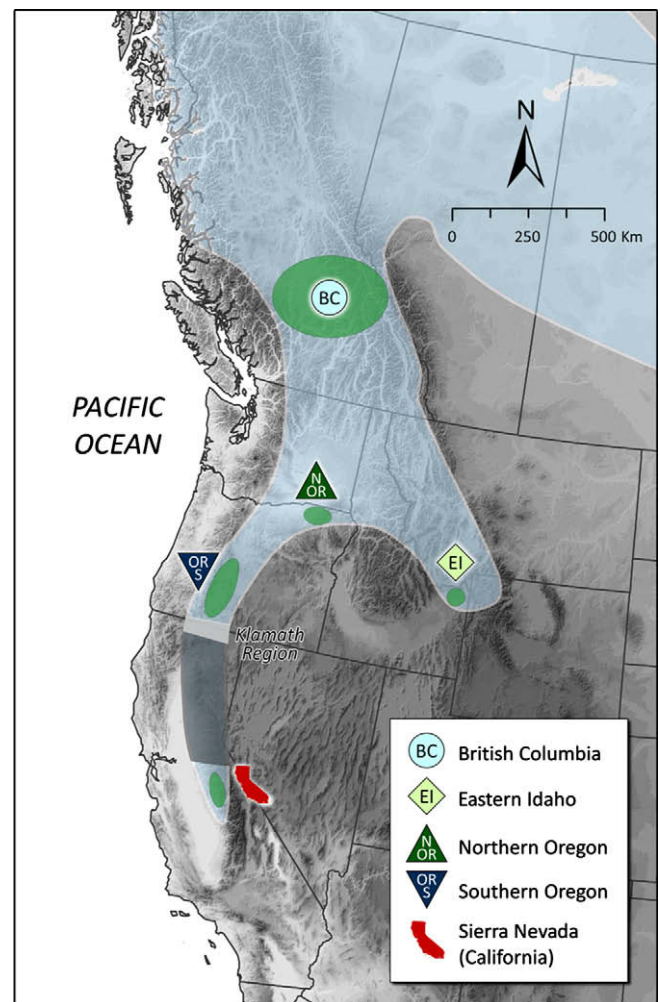 N
0 250 500 Km
BC
PACIFIC
OCEAN
N
OR
OR
S
EI
Klamath
Region
BC British Columbia
EI Eastern Idaho
N
OR
Northern Oregon
OR
S
Southern Oregon
Sierra Nevada
(California)